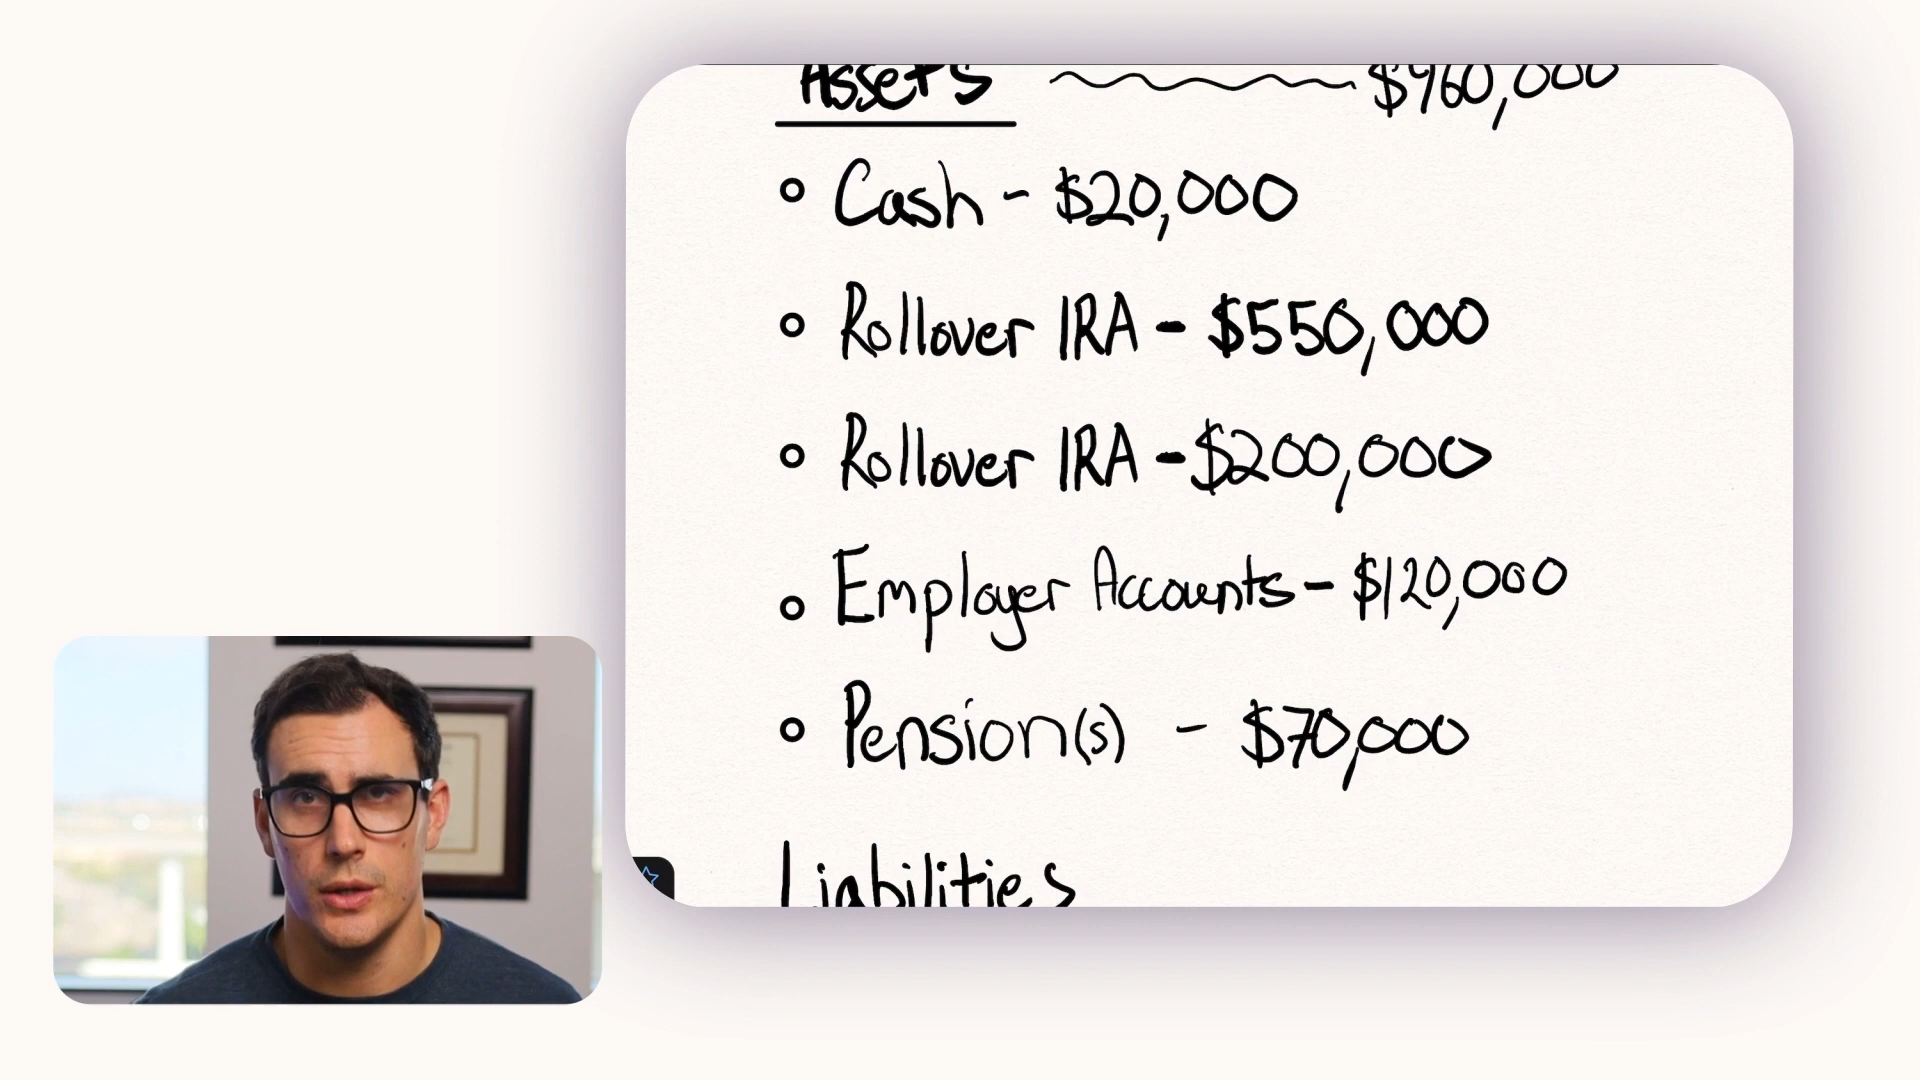 Assets $960,000
Cash - $20,000
Rollover IRA - $550,000
Rollover IRA - $200,000
Employer Accounts - $120,000
Pension(s) - $70,000
Liabilities